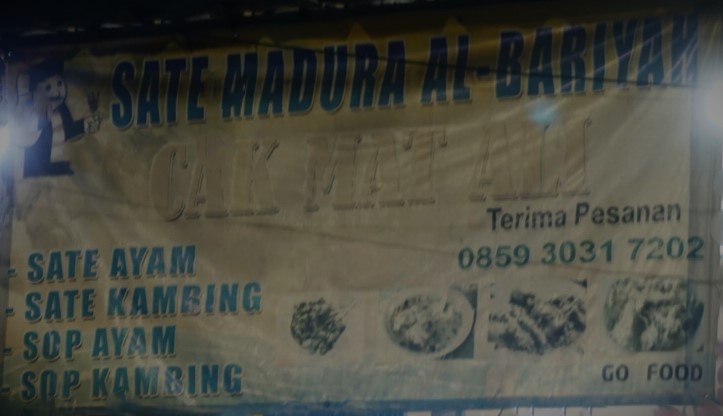 SATE MADURA AL-BARIYAH
CAK MAT ALI
Terima Pesanan
0859 3031 7202
- SATE AYAM
- SATE KAMBING
- SOP AYAM
- SOP KAMBING
GO FOOD